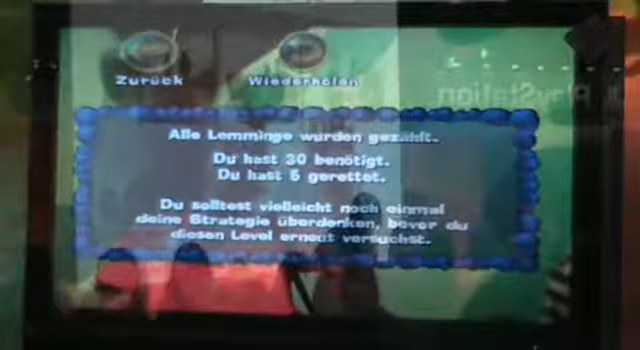 Zurück
Wiederholen
PlayStation
Alle Lemminge wurden gezählt.
Du hast 30 benötigt.
Du hast 5 gerettet.
Du solltest vielleicht noch einmal
deine Strategie überdenken, bevor du
diesen Level erneut versuchst.